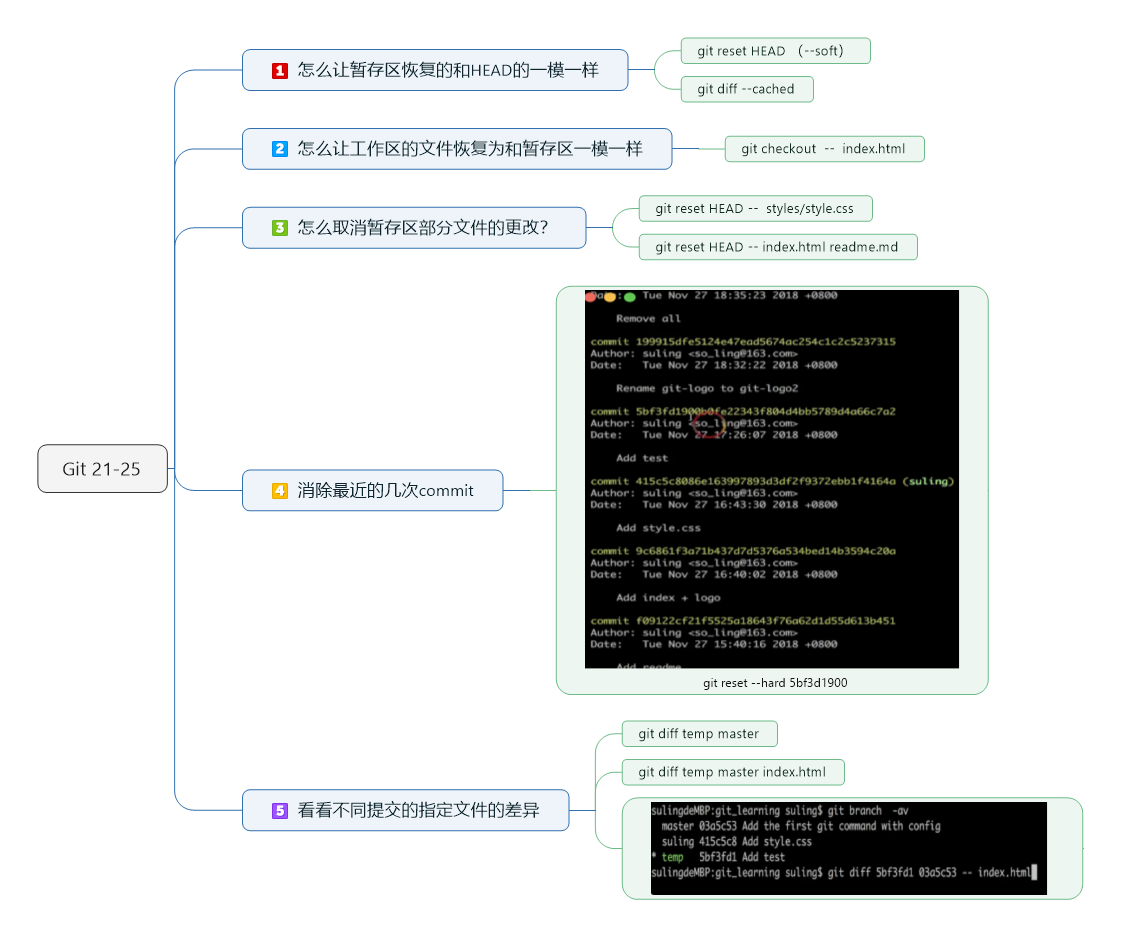 Git 21-25
1 怎么让暂存区恢复的和HEAD的一模一样
git reset HEAD （--soft）
git diff --cached
2 怎么让工作区的文件恢复为和暂存区一模一样
git checkout -- index.html
3 怎么取消暂存区部分文件的更改？
git reset HEAD -- styles/style.css
git reset HEAD -- index.html readme.md
4 消除最近的几次commit
Date: Tue Nov 27 18:35:23 2018 +0800
Remove all
commit 199915dfe5124e47ead5674ac254c1c2c5237315
Author: suling <so_ling@163.com>
Date: Tue Nov 27 18:32:22 2018 +0800
Rename git-logo to git-logo2
commit 5bf3fd1900b0fe22343f804d4bb5789d4a66c7a2
Author: suling <so_ling@163.com>
Date: Tue Nov 27 17:26:07 2018 +0800
Add test
commit 415c5c8086e163997893d3df2f9372ebb1f4164a (suling)
Author: suling <so_ling@163.com>
Date: Tue Nov 27 16:43:30 2018 +0800
Add style.css
commit 9c6861f3a71b437d7d5376a534bed14b3594c20a
Author: suling <so_ling@163.com>
Date: Tue Nov 27 16:40:02 2018 +0800
Add index + logo
commit f09122cf21f5525a18643f76a62d1d55d613b451
Author: suling <so_ling@163.com>
Date: Tue Nov 27 15:40:16 2018 +0800
Add readme
git reset --hard 5bf3d1900
5 看看不同提交的指定文件的差异
git diff temp master
git diff temp master index.html
sulingdeMBP:git_learning suling$ git branch -av
master 03a5c53 Add the first git command with config
suling 415c5c8 Add style.css
* temp 5bf3fd1 Add test
sulingdeMBP:git_learning suling$ git diff 5bf3fd1 03a5c53 -- index.html